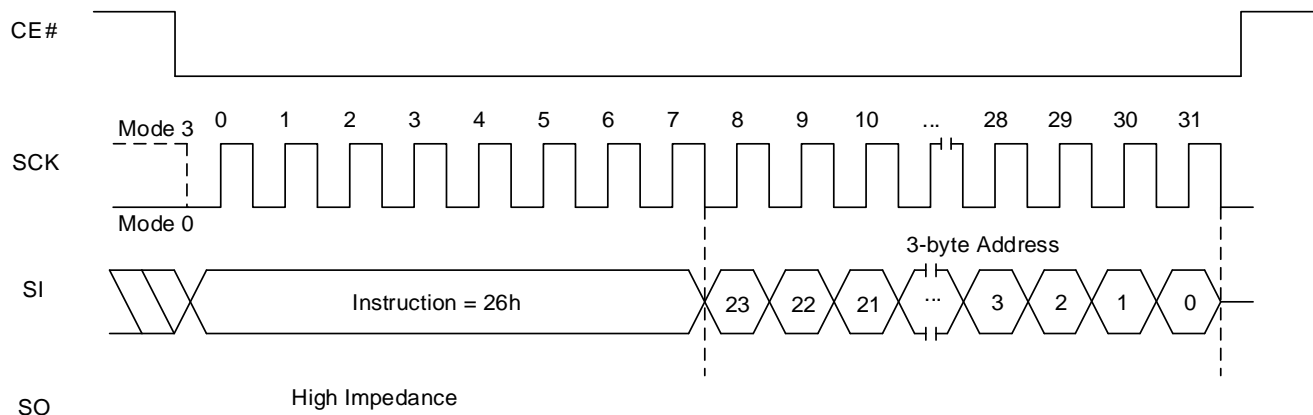 CE#
Mode 3 0 1 2 3 4 5 6 7 8 9 10 ... 28 29 30 31
SCK
Mode 0
3-byte Address
SI Instruction = 26h 23 22 21 ... 3 2 1 0
High Impedance
SO